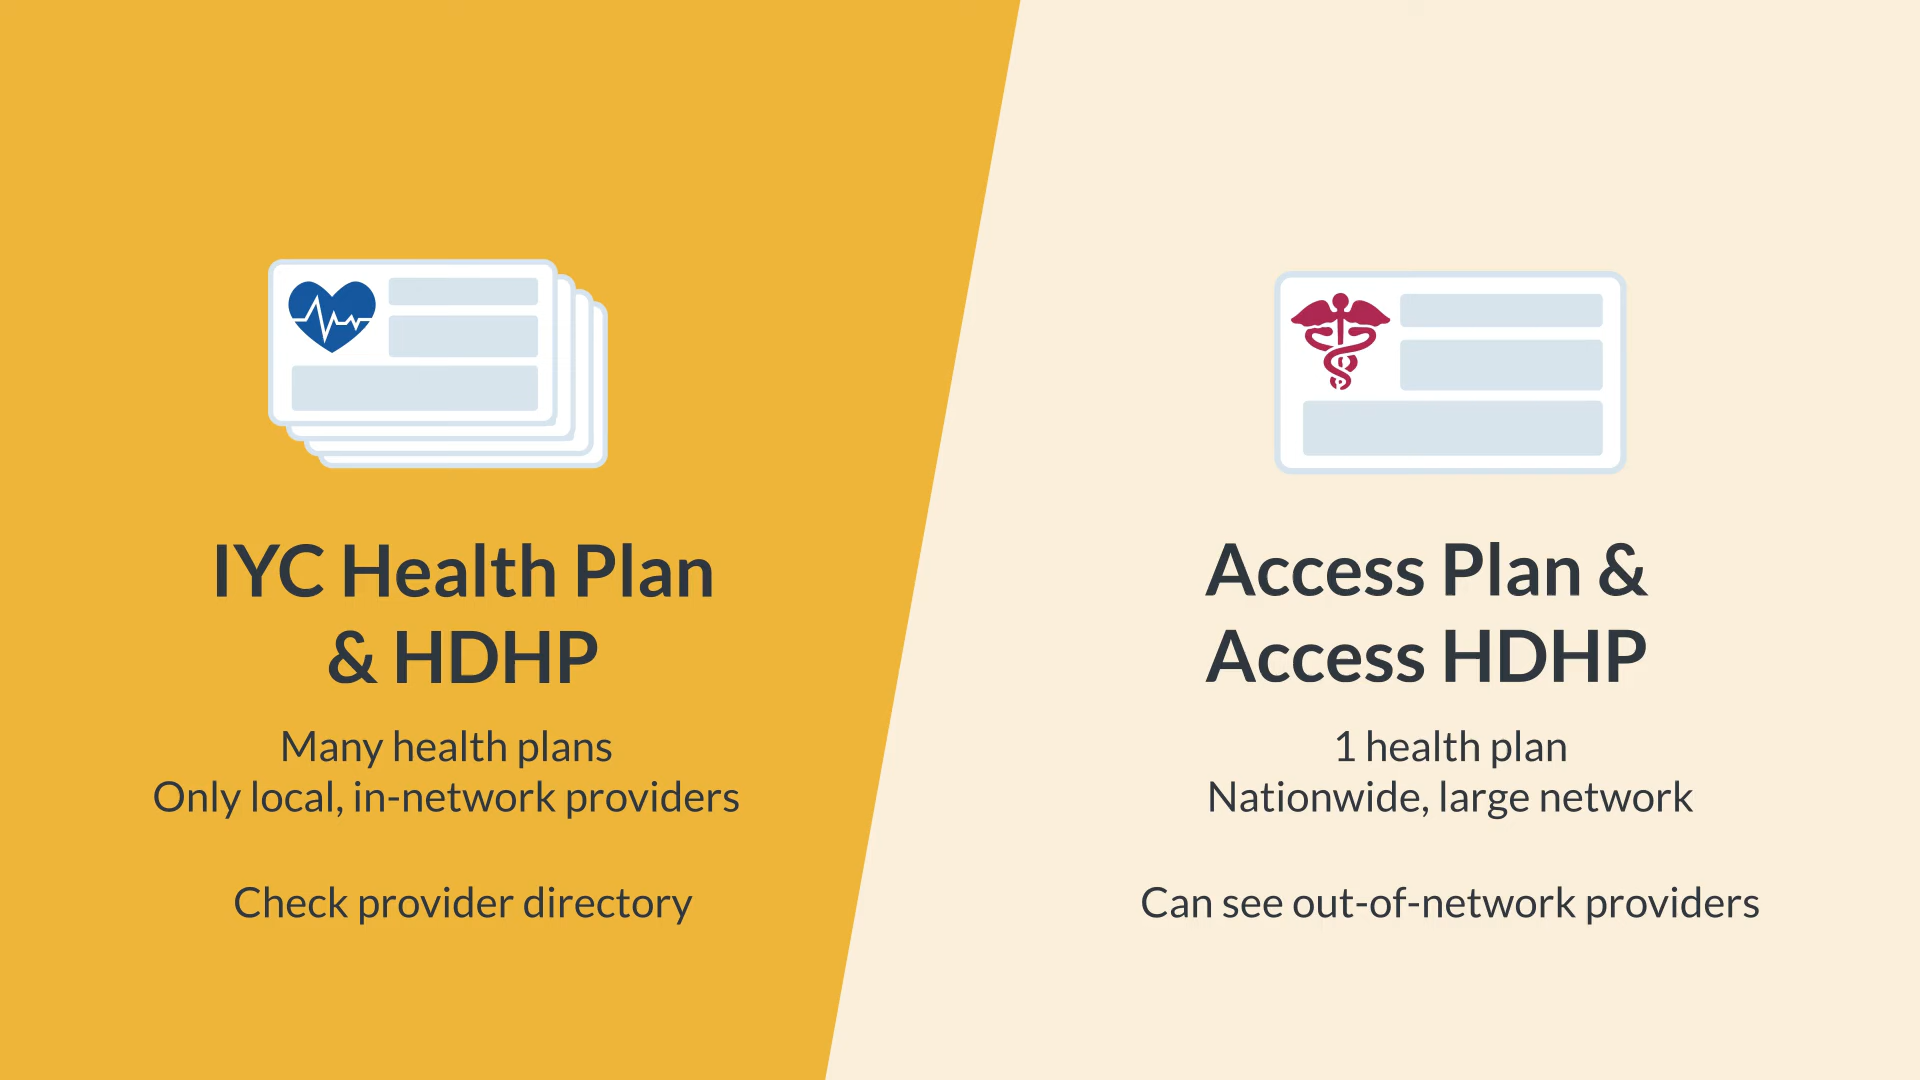 IYC Health Plan
& HDHP
Many health plans
Only local, in-network providers
Check provider directory
Access Plan &
Access HDHP
1 health plan
Nationwide, large network
Can see out-of-network providers